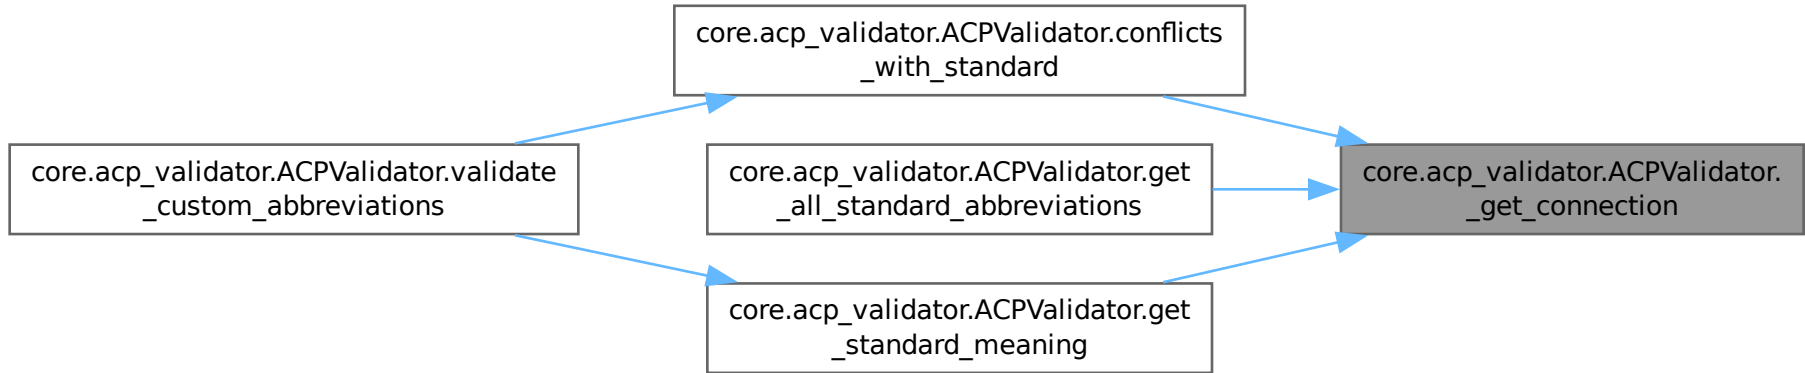 core.acp_validator.ACPValidator.conflicts
_with_standard
core.acp_validator.ACPValidator.validate
_custom_abbreviations
core.acp_validator.ACPValidator.get
_all_standard_abbreviations
core.acp_validator.ACPValidator.
_get_connection
core.acp_validator.ACPValidator.get
_standard_meaning